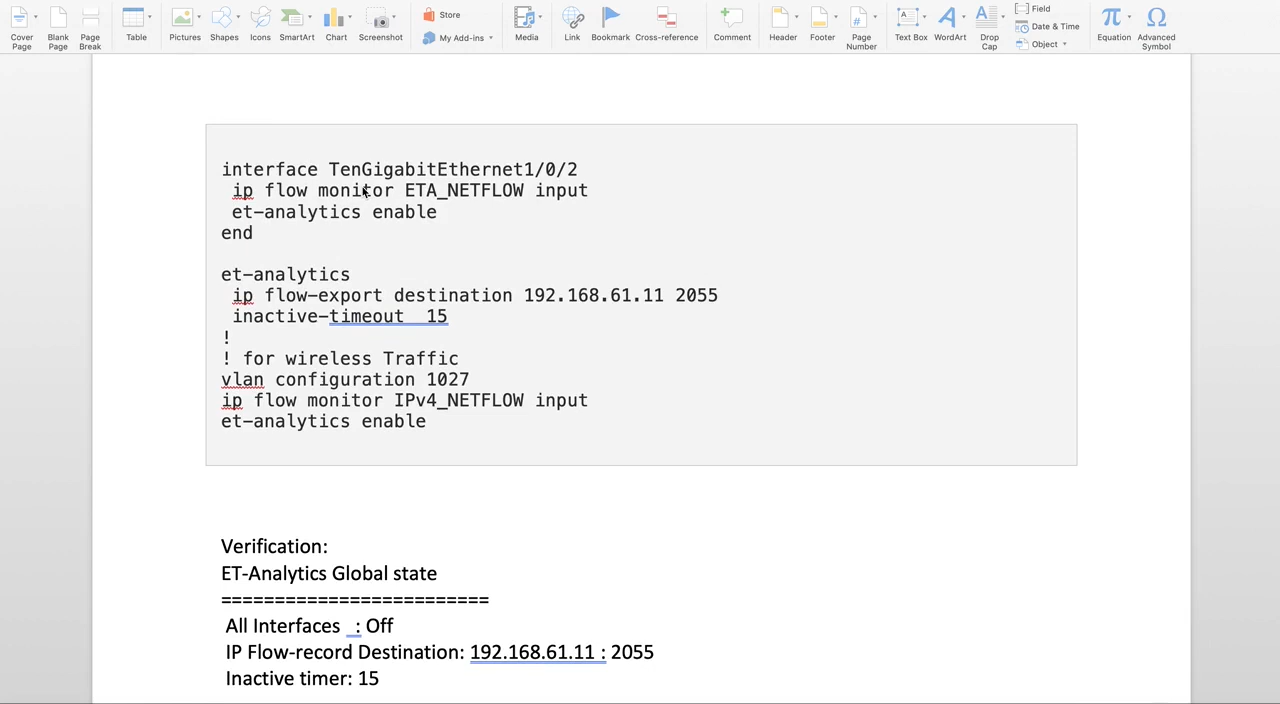 Cover Page
Blank Page
Page Break
Table
Pictures
Shapes
Icons
SmartArt
Chart
Screenshot
Store
My Add-ins
Media
Link
Bookmark
Cross-reference
Comment
Header
Footer
Page Number
Text Box
WordArt
Drop Cap
Field
Date & Time
Object
Equation
Advanced Symbol
interface TenGigabitEthernet1/0/2
ip flow monitor ETA_NETFLOW input
et-analytics enable
end
et-analytics
ip flow-export destination 192.168.61.11 2055
inactive-timeout  15
!
! for wireless Traffic
vlan configuration 1027
ip flow monitor IPv4_NETFLOW input
et-analytics enable
Verification:
ET-Analytics Global state
=========================
All Interfaces  : Off
IP Flow-record Destination: 192.168.61.11 : 2055
Inactive timer: 15